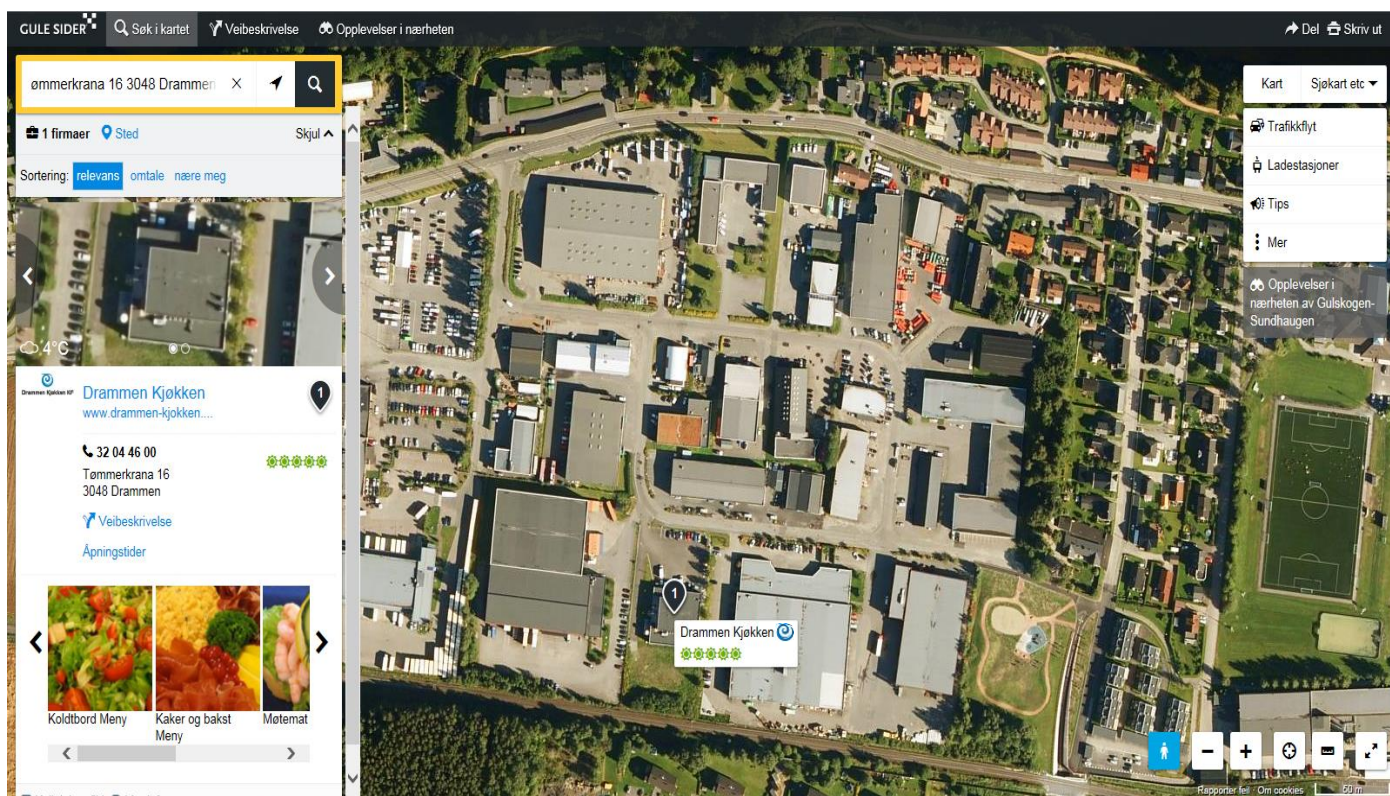 GULE SIDER
Søk i kartet
Veibeskrivelse
Opplevelser i nærheten
Del
Skriv ut
ømmerkrana 16 3048 Drammen
1 firmaer
Sted
Skjul
Sortering: relevans omtale nære meg
4°C
Drammen Kjøkken KF
Drammen Kjøkken
www.drammen-kjokken....
1
32 04 46 00
Tømmerkrana 16
3048 Drammen
Veibeskrivelse
Åpningstider
Koldtbord Meny
Kaker og bakst
Meny
Møtemat
1
Drammen Kjøkken
Kart
Sjøkart etc
Trafikkflyt
Ladestasjoner
Tips
Mer
Opplevelser i
nærheten av Gulskogen-
Sundhaugen
Rapporter feil
Om cookies
50 m